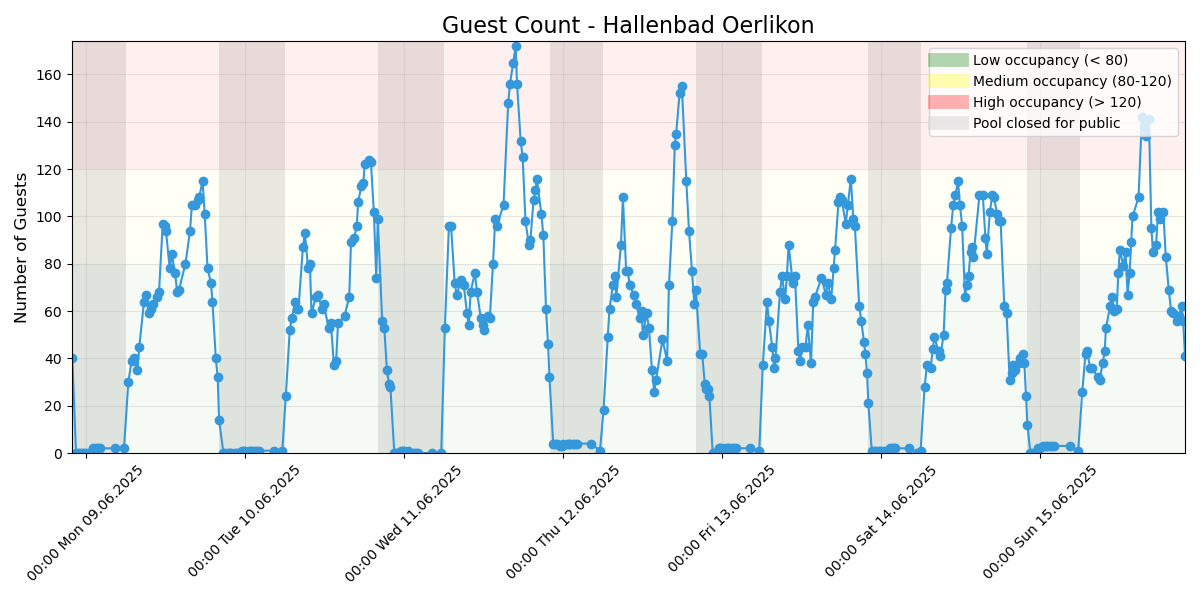 Guest Count - Hallenbad Oerlikon
Number of Guests
160
140
120
100
80
60
40
20
0
Low occupancy (< 80)
Medium occupancy (80-120)
High occupancy (> 120)
Pool closed for public
00:00 Mon 09.06.2025
00:00 Tue 10.06.2025
00:00 Wed 11.06.2025
00:00 Thu 12.06.2025
00:00 Fri 13.06.2025
00:00 Sat 14.06.2025
00:00 Sun 15.06.2025